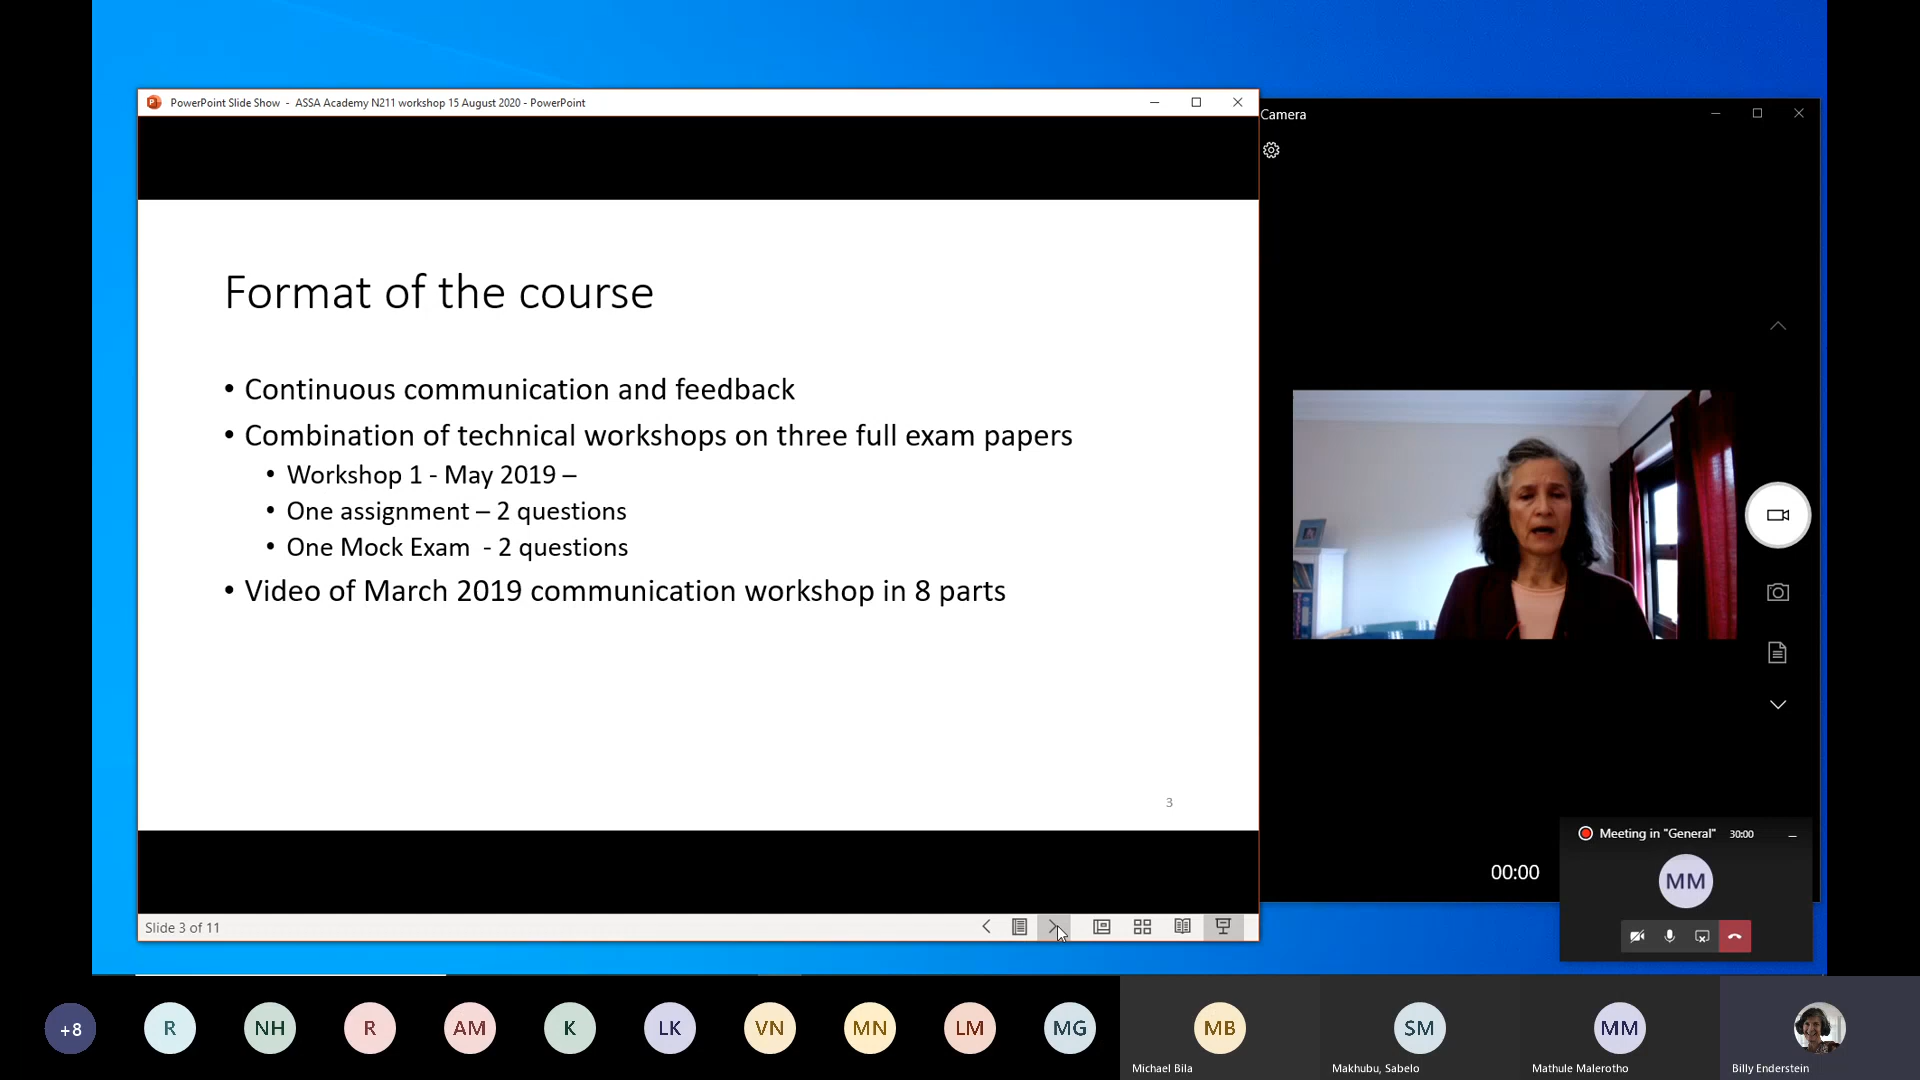 PowerPoint Slide Show - ASSA Academy N211 workshop 15 August 2020 - PowerPoint
Camera
Format of the course
• Continuous communication and feedback
• Combination of technical workshops on three full exam papers
• Workshop 1 - May 2019 –
• One assignment – 2 questions
• One Mock Exam - 2 questions
• Video of March 2019 communication workshop in 8 parts
3
Slide 3 of 11
00:00
Meeting in "General" 30:00
MM
+8
R
NH
R
AM
K
LK
VN
MN
LM
MG
MB
SM
MM
Michael Bila
Makhubu, Sabelo
Mathule Malerotho
Billy Enderstein